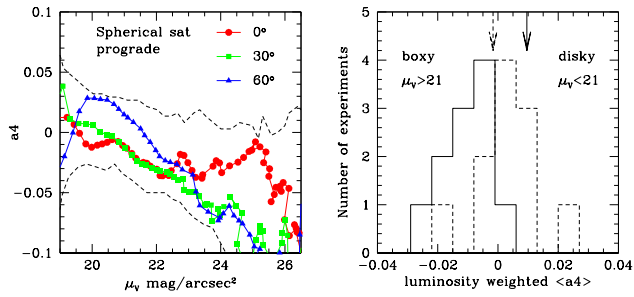 Spherical sat 0°
prograde 30°
60°
0.1
0.05
0
−0.05
−0.1
a4
20 22 24 26
μᵥ mag/arcsec²
5
4
3
2
1
0
Number of experiments
boxy disky
μᵥ>21 μᵥ<21
−0.04 −0.02 0 0.02 0.04
luminosity weighted <a4>